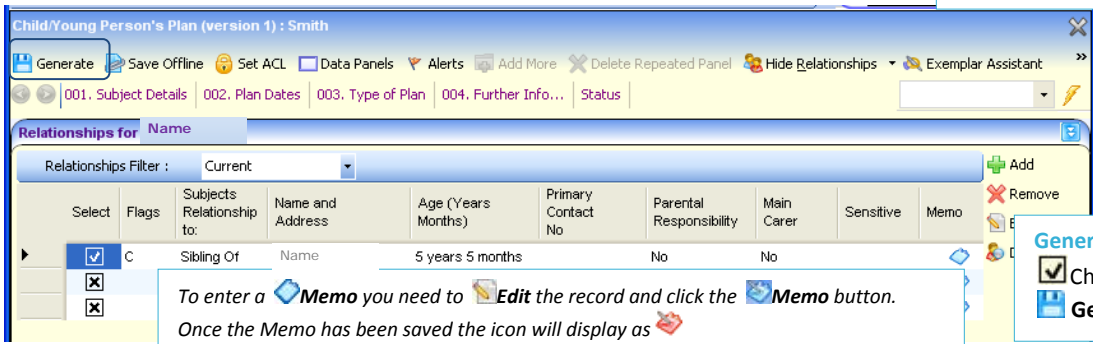 Child/Young Person's Plan (version 1) : Smith
Generate Save Offline Set ACL Data Panels Alerts Add More Delete Repeated Panel Hide Relationships Exemplar Assistant »
001. Subject Details 002. Plan Dates 003. Type of Plan 004. Further Info... Status
Relationships for Name
Relationships Filter : Current
Add
Remove
Select Flags Subjects Relationship to: Name and Address Age (Years Months) Primary Contact No Parental Responsibility Main Carer Sensitive Memo
C Sibling Of Name 5 years 5 months No No
To enter a Memo you need to Edit the record and click the Memo button.
Once the Memo has been saved the icon will display as
Gener
Ch
Ge